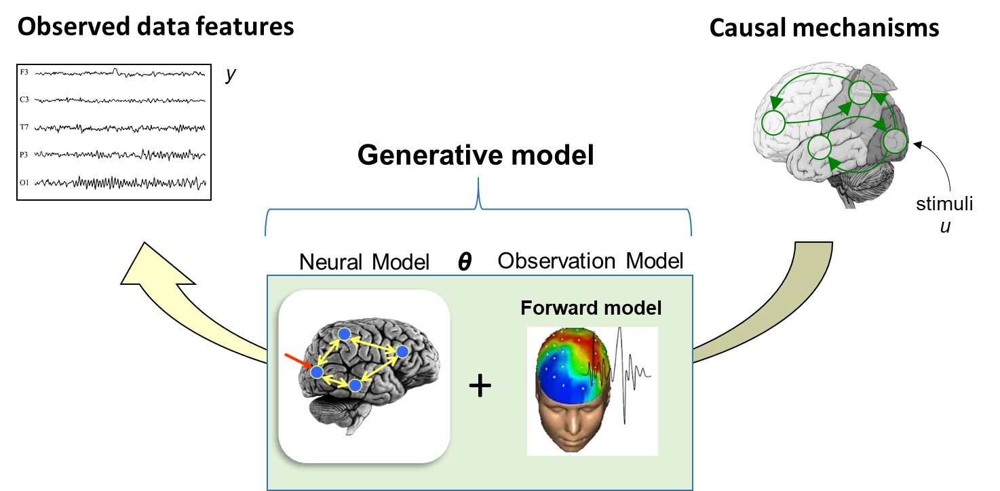 Observed data features
Causal mechanisms
F3
C3
T7
P3
O1
y
Generative model
stimuli
u
Neural Model θ Observation Model
Forward model
+